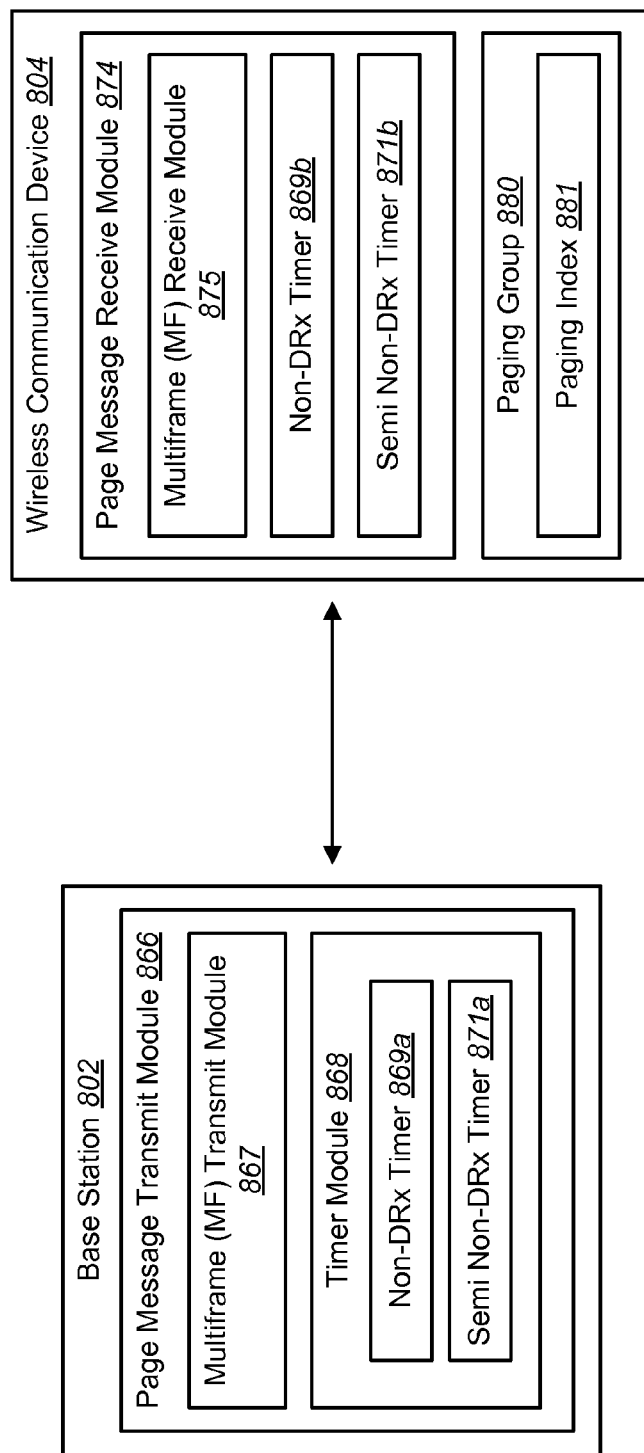 Base Station 802
Page Message Transmit Module 866
Multiframe (MF) Transmit Module
867
Timer Module 868
Non-DRx Timer 869a
Semi Non-DRx Timer 871a
Wireless Communication Device 804
Page Message Receive Module 874
Multiframe (MF) Receive Module
875
Non-DRx Timer 869b
Semi Non-DRx Timer 871b
Paging Group 880
Paging Index 881